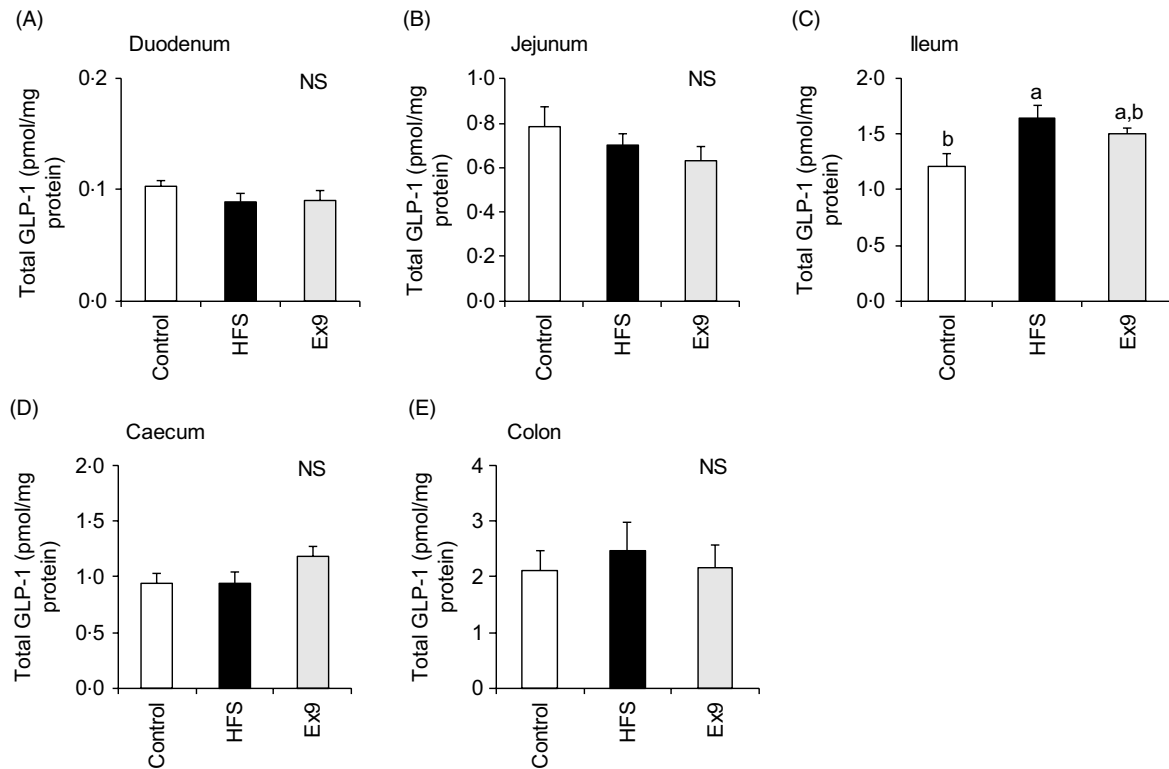 (A)
Duodenum
NS
Total GLP-1 (pmol/mg
protein)
0·2
0·1
0·0
Control
HFS
Ex9
(B)
Jejunum
NS
Total GLP-1 (pmol/mg
protein)
1·0
0·8
0·6
0·4
0·2
0·0
Control
HFS
Ex9
(C)
Ileum
Total GLP-1 (pmol/mg
protein)
2·0
1·5
1·0
0·5
0·0
b
a
a,b
Control
HFS
Ex9
(D)
Caecum
NS
Total GLP-1 (pmol/mg
protein)
2·0
1·5
1·0
0·5
0·0
Control
HFS
Ex9
(E)
Colon
NS
Total GLP-1 (pmol/mg
protein)
4
3
2
1
0
Control
HFS
Ex9